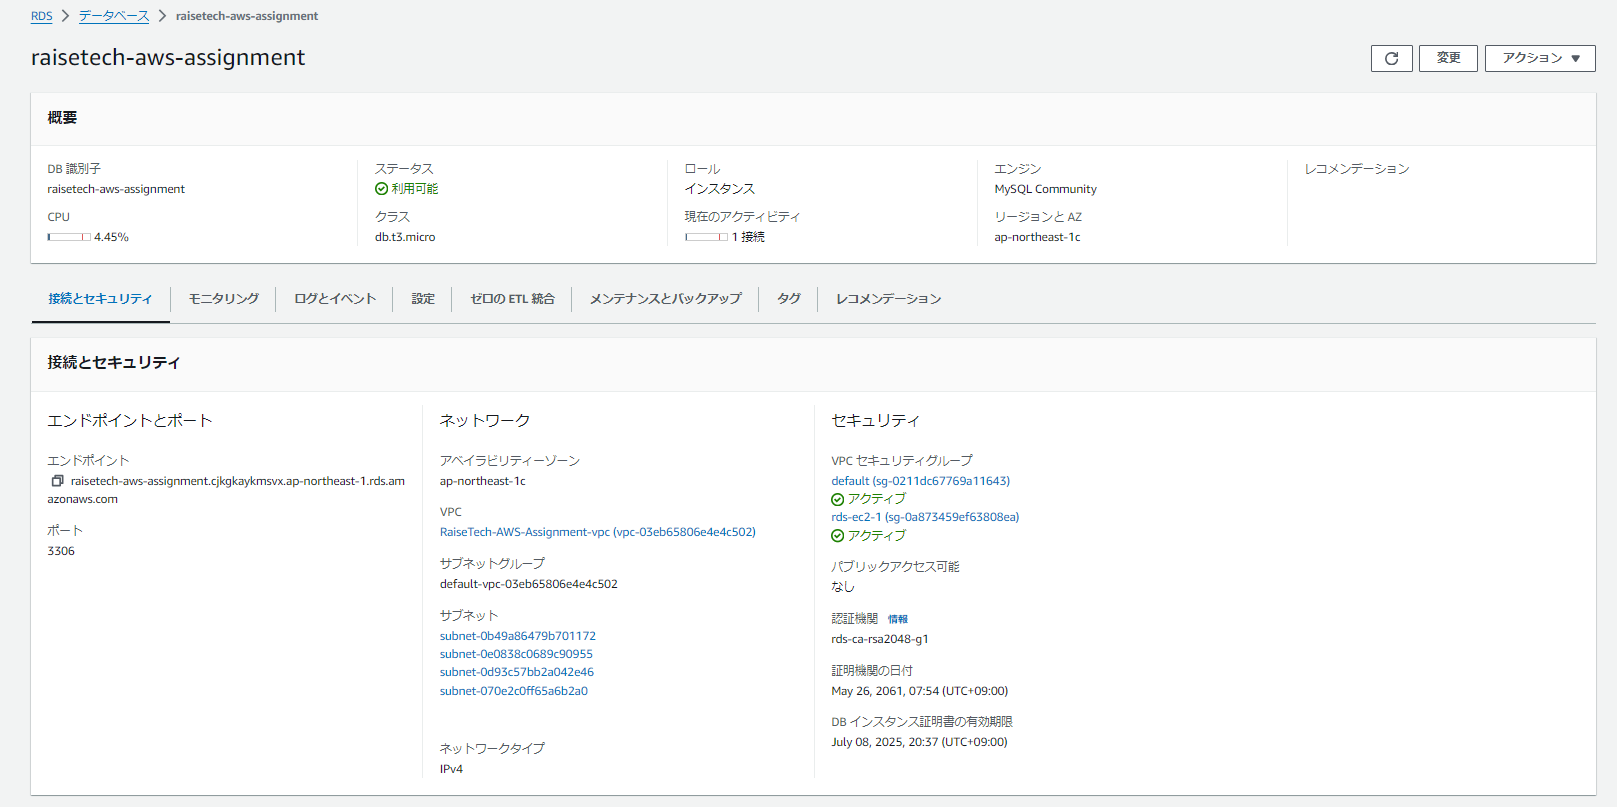 RDS > データベース > raisetech-aws-assignment
raisetech-aws-assignment
変更
アクション ▼
概要
DB 識別子
raisetech-aws-assignment
CPU
4.45%
ステータス
利用可能
クラス
db.t3.micro
ロール
インスタンス
現在のアクティビティ
1 接続
エンジン
MySQL Community
リージョンと AZ
ap-northeast-1c
レコメンデーション
接続とセキュリティ
モニタリング
ログとイベント
設定
ゼロの ETL 統合
メンテナンスとバックアップ
タグ
レコメンデーション
接続とセキュリティ
エンドポイントとポート
エンドポイント
raisetech-aws-assignment.cjkgkaykmsvx.ap-northeast-1.rds.am
azonaws.com
ポート
3306
ネットワーク
アベイラビリティーゾーン
ap-northeast-1c
VPC
RaiseTech-AWS-Assignment-vpc (vpc-03eb65806e4e4c502)
サブネットグループ
default-vpc-03eb65806e4e4c502
サブネット
subnet-0b49a86479b701172
subnet-0e0838c0689c90955
subnet-0d93c57bb2a042e46
subnet-070e2c0ff65a6b2a0
ネットワークタイプ
IPv4
セキュリティ
VPC セキュリティグループ
default (sg-0211dc67769a11643)
アクティブ
rds-ec2-1 (sg-0a873459ef63808ea)
アクティブ
パブリックアクセス可能
なし
認証機関 情報
rds-ca-rsa2048-g1
証明機関の日付
May 26, 2061, 07:54 (UTC+09:00)
DB インスタンス証明書の有効期限
July 08, 2025, 20:37 (UTC+09:00)